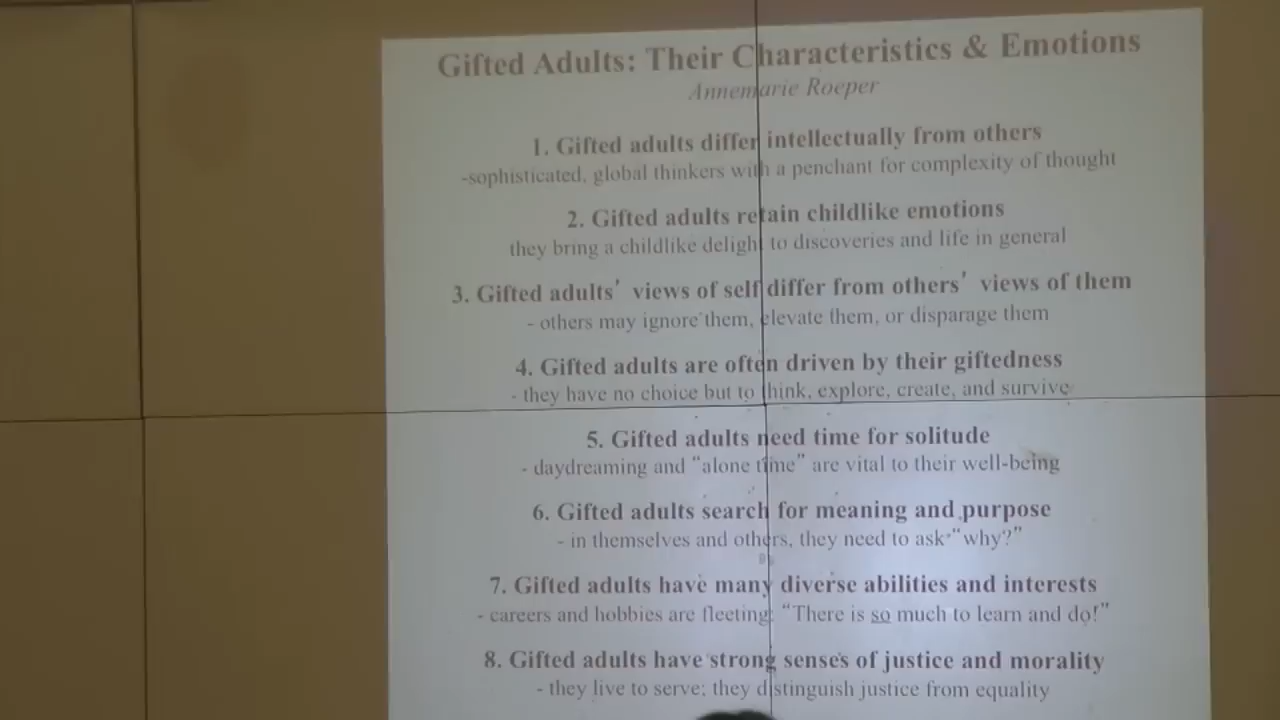 Gifted Adults: Their Characteristics & Emotions
Annemarie Roeper
1. Gifted adults differ intellectually from others
-sophisticated, global thinkers with a penchant for complexity of thought
2. Gifted adults retain childlike emotions
they bring a childlike delight to discoveries and life in general
3. Gifted adults' views of self differ from others' views of them
- others may ignore them, elevate them, or disparage them
4. Gifted adults are often driven by their giftedness
- they have no choice but to think, explore, create, and survive
5. Gifted adults need time for solitude
- daydreaming and “alone time” are vital to their well-being
6. Gifted adults search for meaning and purpose
- in themselves and others, they need to ask “why?”
7. Gifted adults have many diverse abilities and interests
- careers and hobbies are fleeting: “There is so much to learn and do!”
8. Gifted adults have strong senses of justice and morality
- they live to serve; they distinguish justice from equality